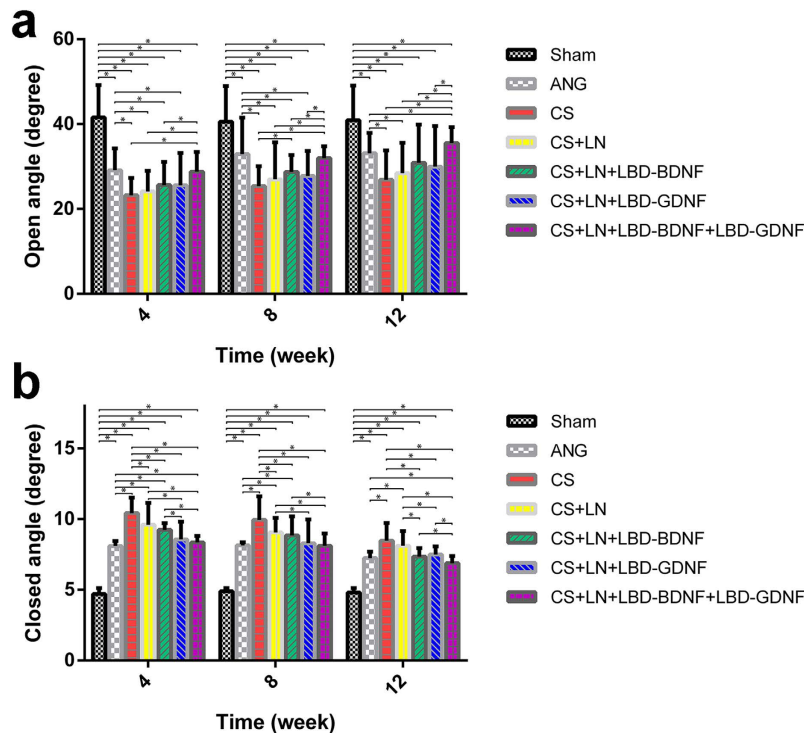 a
Open angle (degree)
60
40
20
0
4
8
12
Time (week)
Sham
ANG
CS
CS+LN
CS+LN+LBD-BDNF
CS+LN+LBD-GDNF
CS+LN+LBD-BDNF+LBD-GDNF
b
Closed angle (degree)
15
10
5
0
4
8
12
Time (week)
Sham
ANG
CS
CS+LN
CS+LN+LBD-BDNF
CS+LN+LBD-GDNF
CS+LN+LBD-BDNF+LBD-GDNF